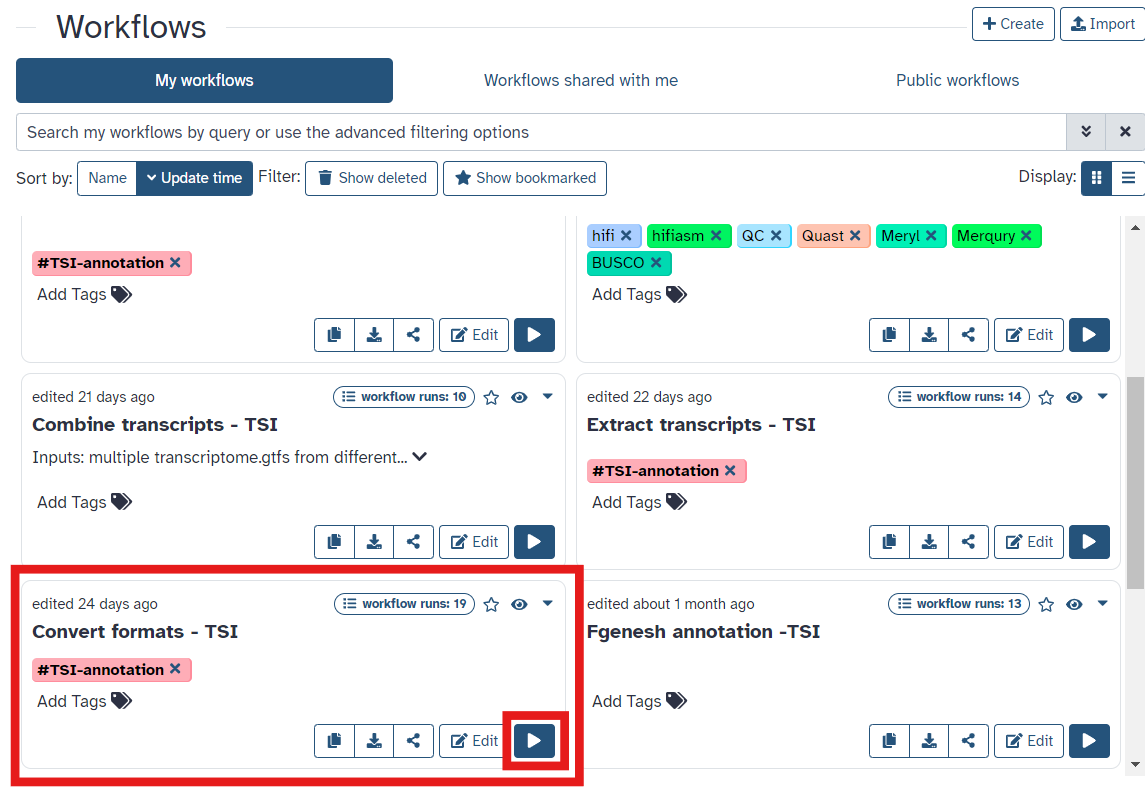 Workflows
Create
Import
My workflows
Workflows shared with me
Public workflows
Search my workflows by query or use the advanced filtering options
Sort by: Name Update time Filter: Show deleted Show bookmarked Display:
#TSI-annotation
Add Tags
Edit
hifi hifiasm QC Quast Meryl Merqury
BUSCO
Add Tags
Edit
edited 21 days ago workflow runs: 10
Combine transcripts - TSI
Inputs: multiple transcriptome.gtfs from different...
Add Tags
Edit
edited 22 days ago workflow runs: 14
Extract transcripts - TSI
#TSI-annotation
Add Tags
Edit
edited 24 days ago workflow runs: 19
Convert formats - TSI
#TSI-annotation
Add Tags
Edit
edited about 1 month ago workflow runs: 13
Fgenesh annotation -TSI
Add Tags
Edit